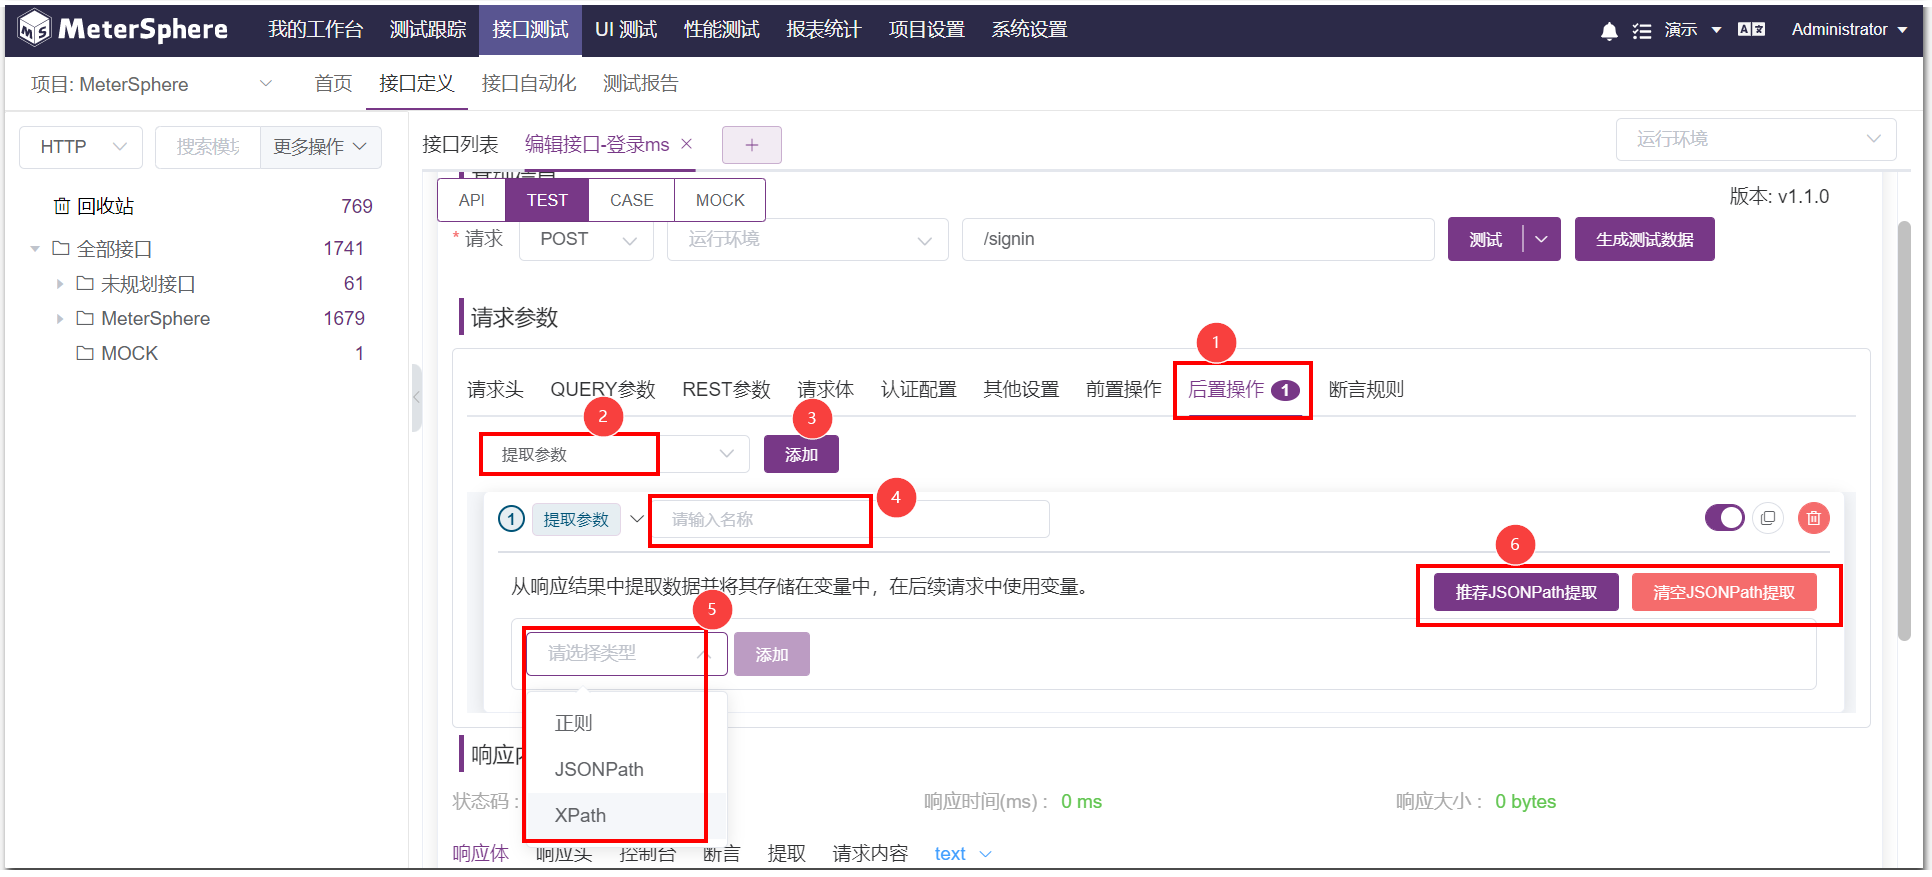 MeterSphere 我的工作台 测试跟踪 接口测试 UI 测试 性能测试 报表统计 项目设置 系统设置 演示 Administrator
项目: MeterSphere 首页 接口定义 接口自动化 测试报告
HTTP 搜索模块 更多操作 接口列表 编辑接口-登录ms × + 运行环境
API TEST CASE MOCK 版本: v1.1.0
回收站 769
* 请求 POST 运行环境 /signin 测试 生成测试数据
全部接口 1741
未规划接口 61
MeterSphere 1679
MOCK 1
请求参数
1
请求头 QUERY参数 REST参数 请求体 认证配置 其他设置 前置操作 后置操作 1 断言规则
2 3
提取参数 添加
4
1 提取参数 请输入名称
6
从响应结果中提取数据并将其存储在变量中，在后续请求中使用变量。 推荐JSONPath提取 清空JSONPath提取
5
请选择类型 添加
正则
JSONPath
XPath
响应
状态码 : 响应时间(ms) : 0 ms 响应大小 : 0 bytes
响应体 响应头 控制台 断言 提取 请求内容 text